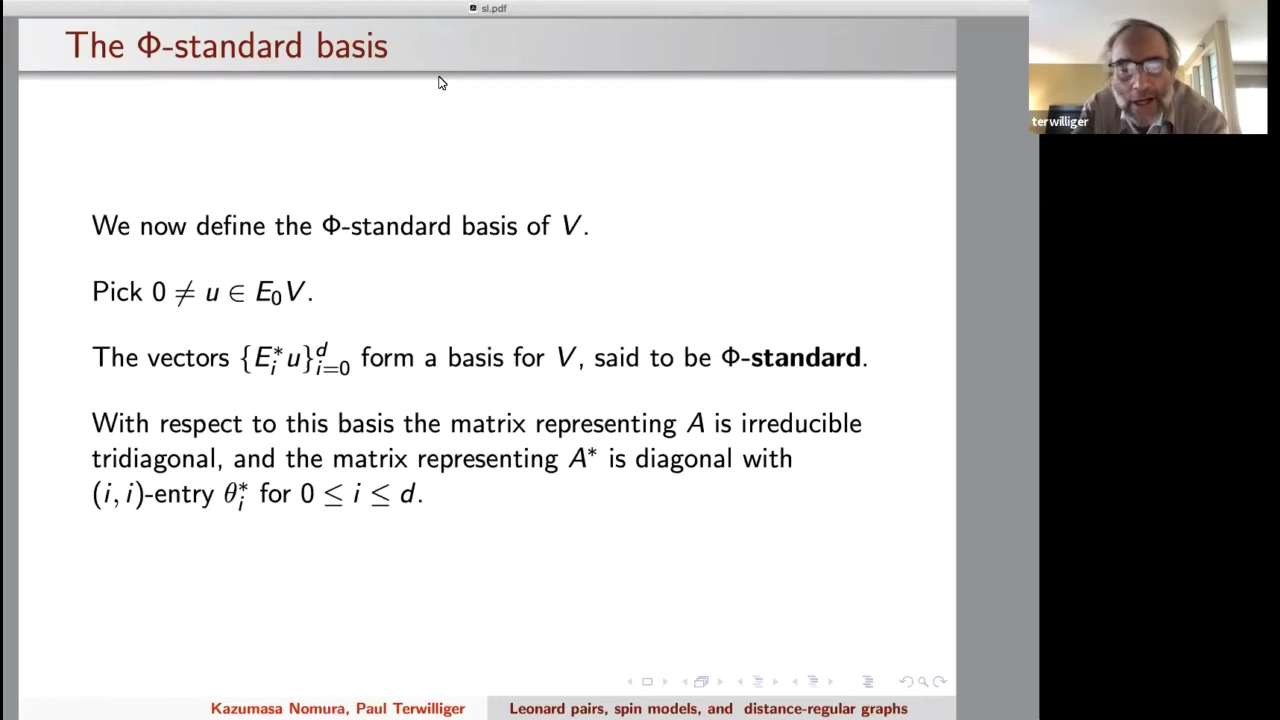 sl.pdf
The Φ-standard basis
terwilliger
We now define the Φ-standard basis of V.
Pick 0 ≠ u ∈ E₀V.
The vectors {E*ᵢu}ᵈᵢ₌₀ form a basis for V, said to be Φ-standard.
With respect to this basis the matrix representing A is irreducible
tridiagonal, and the matrix representing A* is diagonal with
(i, i)-entry θ*ᵢ for 0 ≤ i ≤ d.
Kazumasa Nomura, Paul Terwilliger
Leonard pairs, spin models, and distance-regular graphs